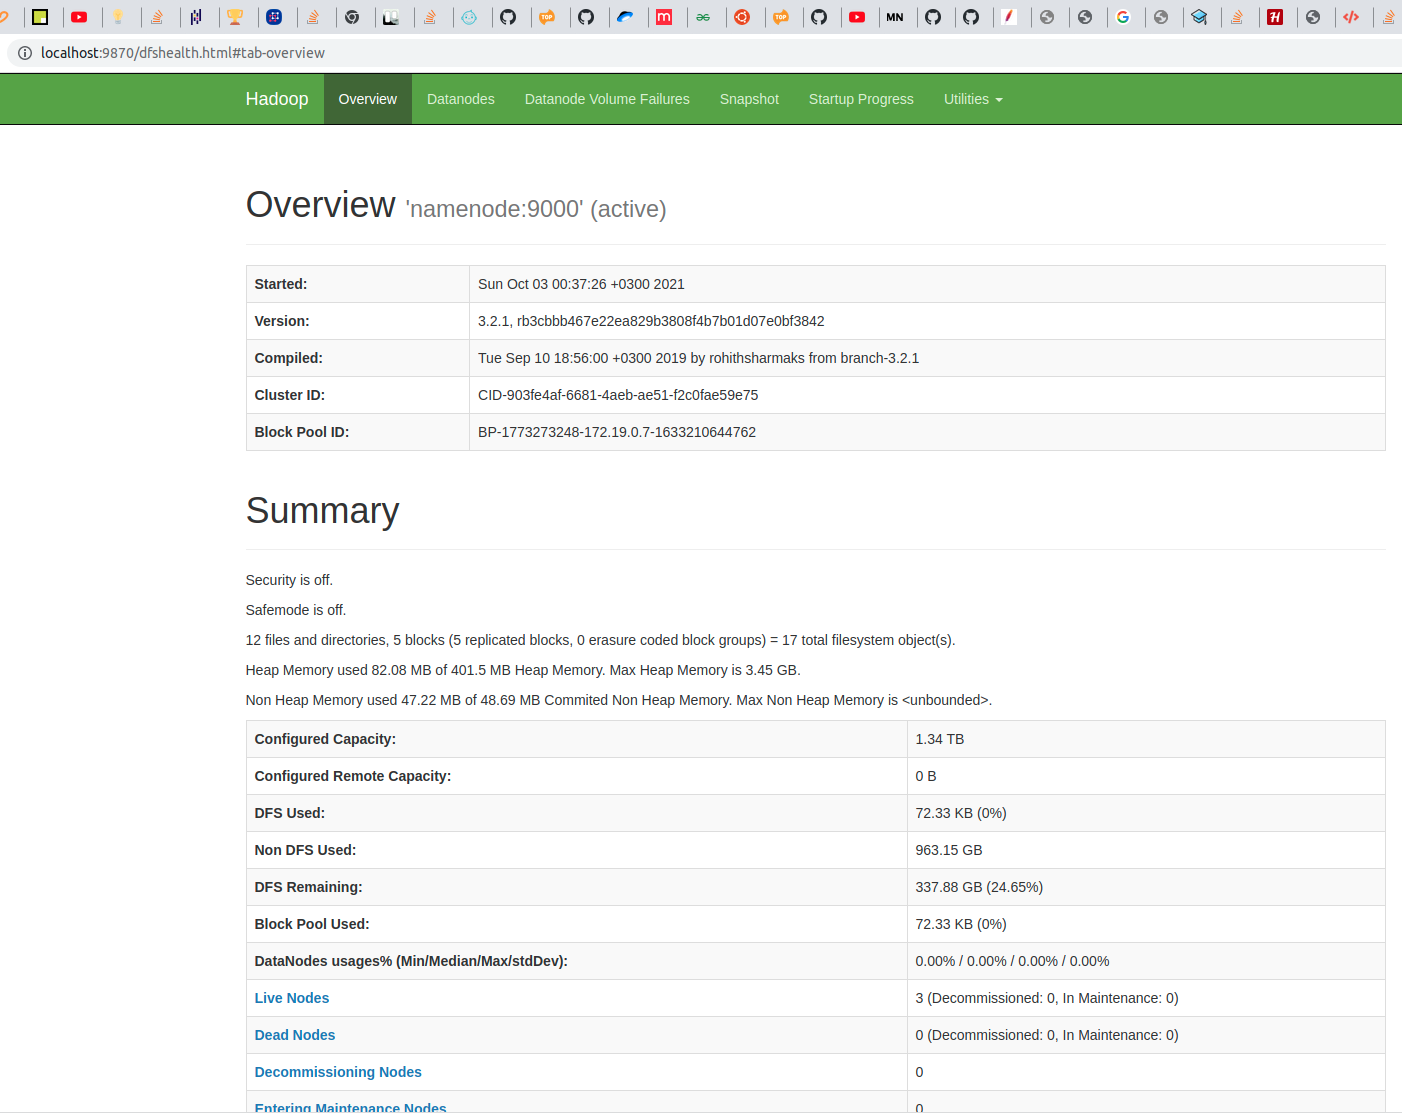 TOP
TOP
MN
localhost:9870/dfshealth.html#tab-overview
Hadoop Overview Datanodes Datanode Volume Failures Snapshot Startup Progress Utilities
Overview 'namenode:9000' (active)
Started: Sun Oct 03 00:37:26 +0300 2021
Version: 3.2.1, rb3cbbb467e22ea829b3808f4b7b01d07e0bf3842
Compiled: Tue Sep 10 18:56:00 +0300 2019 by rohithsharmaks from branch-3.2.1
Cluster ID: CID-903fe4af-6681-4aeb-ae51-f2c0fae59e75
Block Pool ID: BP-1773273248-172.19.0.7-1633210644762
Summary
Security is off.
Safemode is off.
12 files and directories, 5 blocks (5 replicated blocks, 0 erasure coded block groups) = 17 total filesystem object(s).
Heap Memory used 82.08 MB of 401.5 MB Heap Memory. Max Heap Memory is 3.45 GB.
Non Heap Memory used 47.22 MB of 48.69 MB Commited Non Heap Memory. Max Non Heap Memory is <unbounded>.
Configured Capacity: 1.34 TB
Configured Remote Capacity: 0 B
DFS Used: 72.33 KB (0%)
Non DFS Used: 963.15 GB
DFS Remaining: 337.88 GB (24.65%)
Block Pool Used: 72.33 KB (0%)
DataNodes usages% (Min/Median/Max/stdDev): 0.00% / 0.00% / 0.00% / 0.00%
Live Nodes 3 (Decommissioned: 0, In Maintenance: 0)
Dead Nodes 0 (Decommissioned: 0, In Maintenance: 0)
Decommissioning Nodes 0
Entering Maintenance Nodes 0